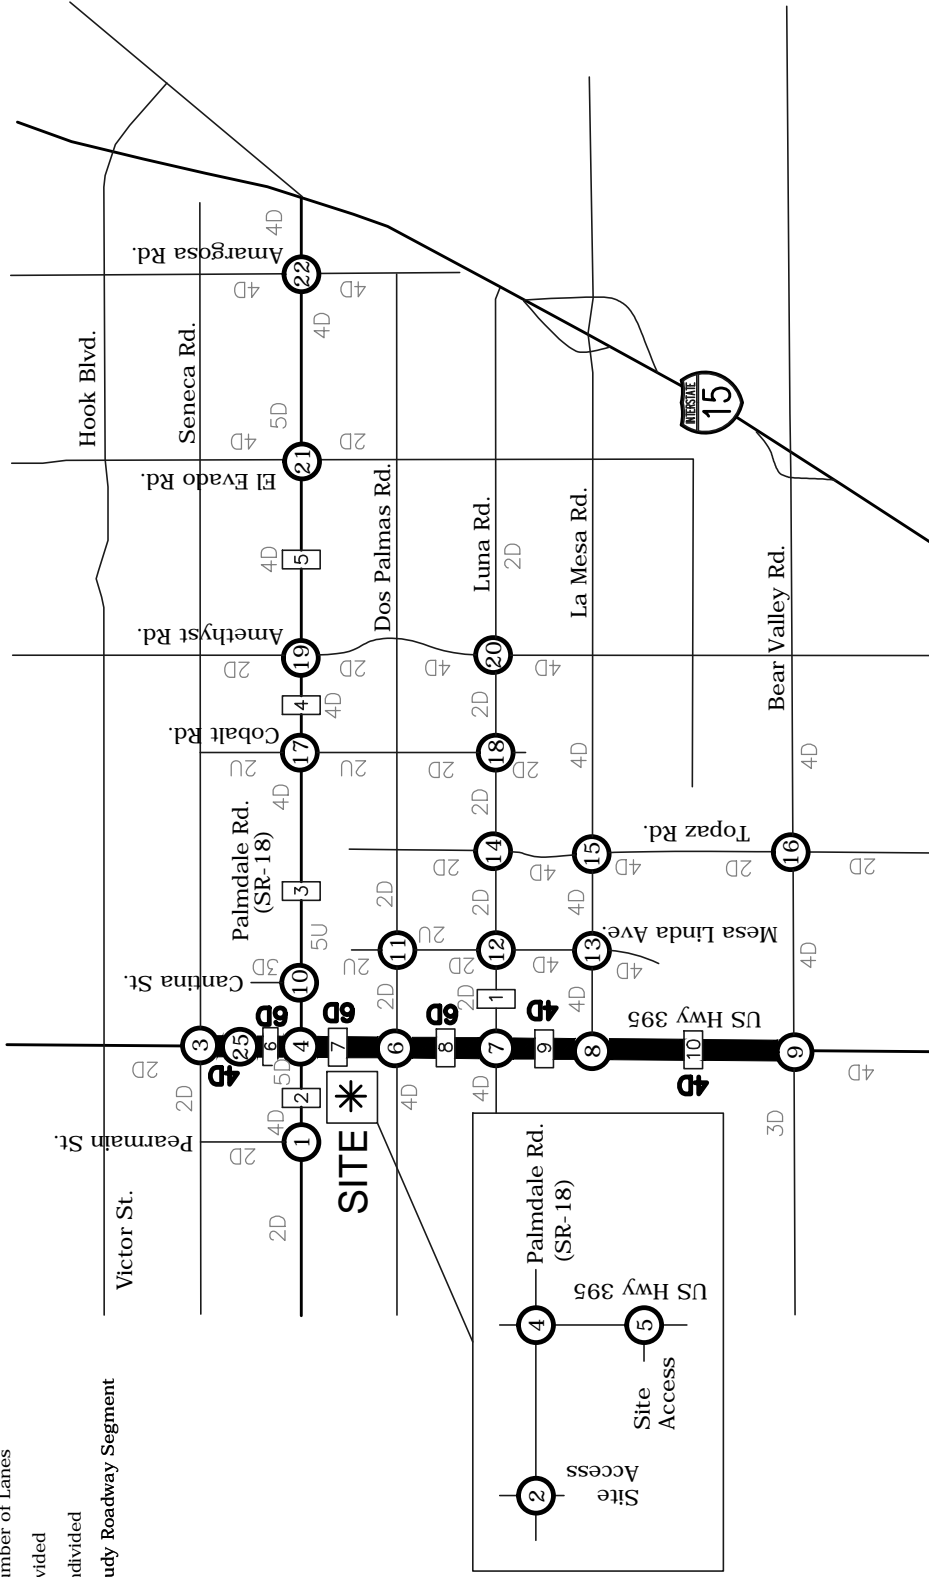 umber of Lanes
vided
ndivided
udy Roadway Segment
Hook Blvd.
Seneca Rd.
Victor St.
Pearmain St.
Palmdale Rd.
(SR-18)
Cantina St.
Cobalt Rd.
Amethyst Rd.
El Evado Rd.
Amargosa Rd.
Dos Palmas Rd.
Luna Rd.
La Mesa Rd.
Bear Valley Rd.
Topaz Rd.
Mesa Linda Ave.
US Hwy 395
INTERSTATE
15
SITE
3
25
4
6
7
8
9
1
10
11
12
13
14
15
16
17
18
19
20
21
22
1
2
3
4
5
6
7
8
9
10
4D
6D
6D
6D
4D
4D
2D
2D
2D
2D
4D
5D
3D
5U
4D
2U
2U
4D
2D
2D
4D
4D
2D
5D
4D
4D
4D
4D
4D
2D
2D
2U
2U
4D
2D
2D
2D
2D
2D
2D
2D
4D
4D
2D
4D
4D
4D
4D
4D
2D
2D
3D
4D
4D
4D
Palmdale Rd.
(SR-18)
4
2
5
US Hwy 395
Site
Access
Site
Access